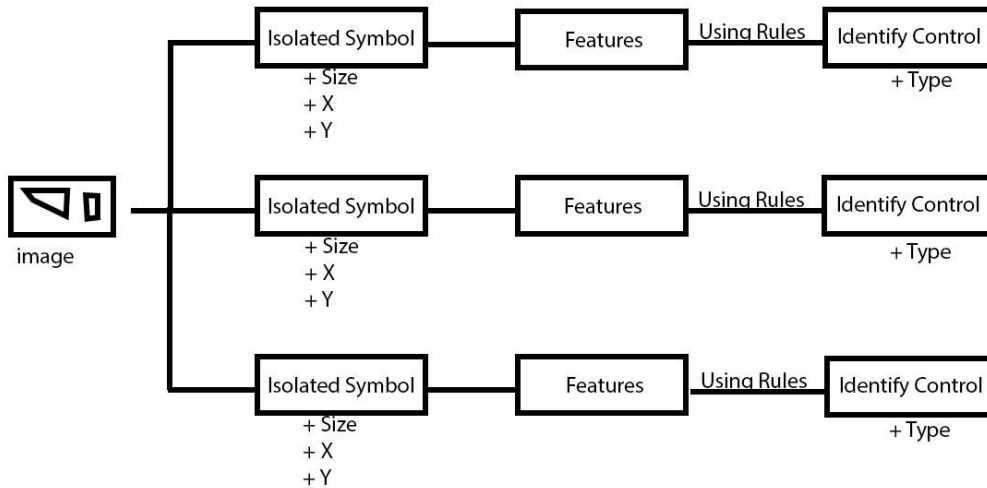 Isolated Symbol
Features
Using Rules
Identify Control
+ Size
+ X
+ Y
+ Type
image
Isolated Symbol
Features
Using Rules
Identify Control
+ Size
+ X
+ Y
+ Type
Isolated Symbol
Features
Using Rules
Identify Control
+ Size
+ X
+ Y
+ Type